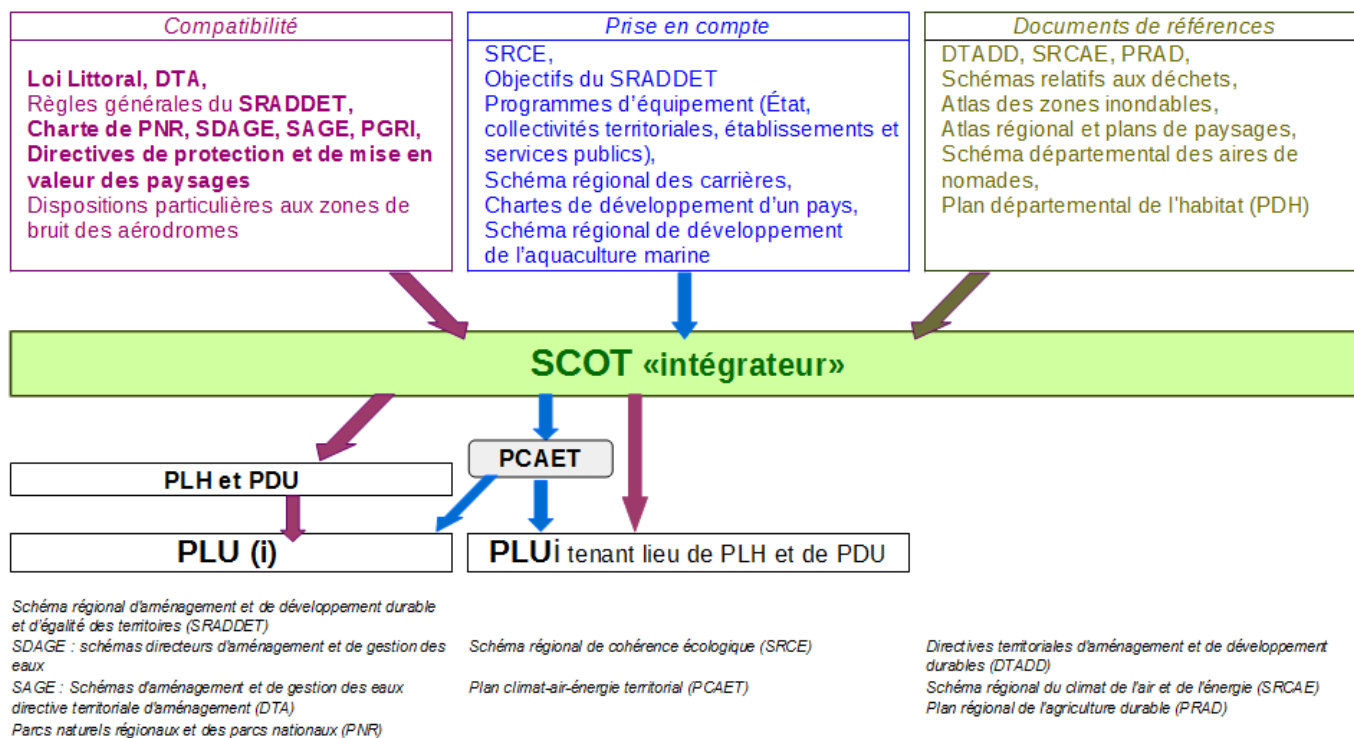 Compatibilité
Loi Littoral, DTA,
Règles générales du SRADDET,
Charte de PNR, SDAGE, SAGE, PGRI,
Directives de protection et de mise en
valeur des paysages
Dispositions particulières aux zones de
bruit des aérodromes
Prise en compte
SRCE,
Objectifs du SRADDET
Programmes d'équipement (État,
collectivités territoriales, établissements et
services publics),
Schéma régional des carrières,
Chartes de développement d'un pays,
Schéma régional de développement
de l'aquaculture marine
Documents de références
DTADD, SRCAE, PRAD,
Schémas relatifs aux déchets,
Atlas des zones inondables,
Atlas régional et plans de paysages,
Schéma départemental des aires de
nomades,
Plan départemental de l'habitat (PDH)
SCOT «intégrateur»
PCAET
PLH et PDU
PLU (i)
PLUi tenant lieu de PLH et de PDU
Schéma régional d'aménagement et de développement durable
et d'égalité des territoires (SRADDET)
SDAGE : schémas directeurs d'aménagement et de gestion des
eaux
SAGE : Schémas d'aménagement et de gestion des eaux
directive territoriale d'aménagement (DTA)
Parcs naturels régionaux et des parcs nationaux (PNR)
Schéma régional de cohérence écologique (SRCE)
Plan climat-air-énergie territorial (PCAET)
Directives territoriales d'aménagement et de développement
durables (DTADD)
Schéma régional du climat de l'air et de l'énergie (SRCAE)
Plan régional de l'agriculture durable (PRAD)